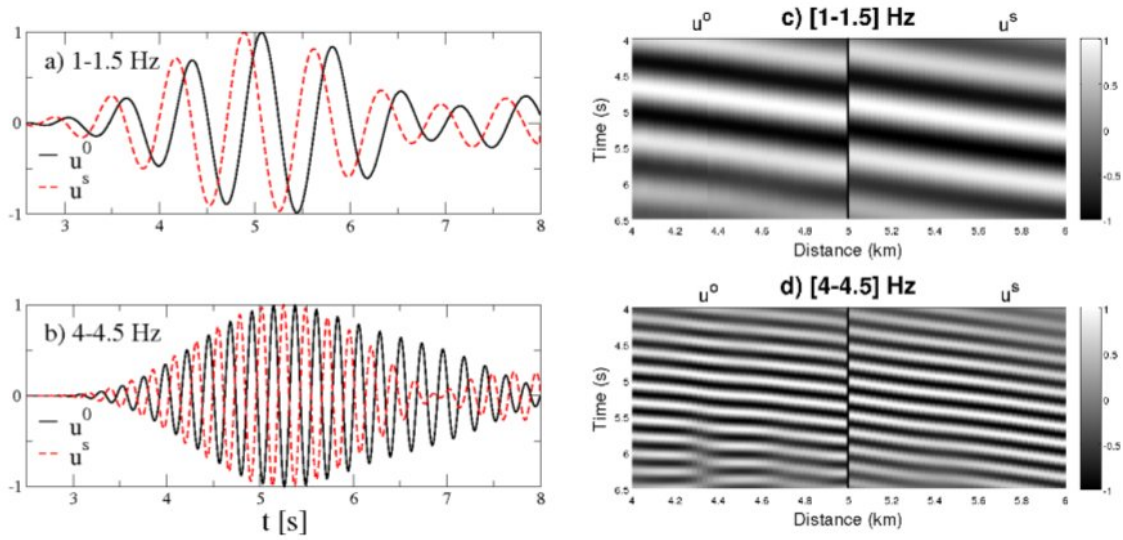 1
a) 1-1.5 Hz
0
u⁰
uˢ
-1
3 4 5 6 7 8
1
b) 4-4.5 Hz
0
u⁰
uˢ
-1
3 4 5 6 7 8
t [s]
c) [1-1.5] Hz
uᵒ uˢ
4
4.5
5
5.5
6
6.5
Time (s)
4 4.2 4.4 4.6 4.8 5 5.2 5.4 5.6 5.8 6
Distance (km)
1
0.5
0
-0.5
-1
d) [4-4.5] Hz
uᵒ uˢ
4
4.5
5
5.5
6
6.5
Time (s)
4 4.2 4.4 4.6 4.8 5 5.2 5.4 5.6 5.8 6
Distance (km)
1
0.5
0
-0.5
-1